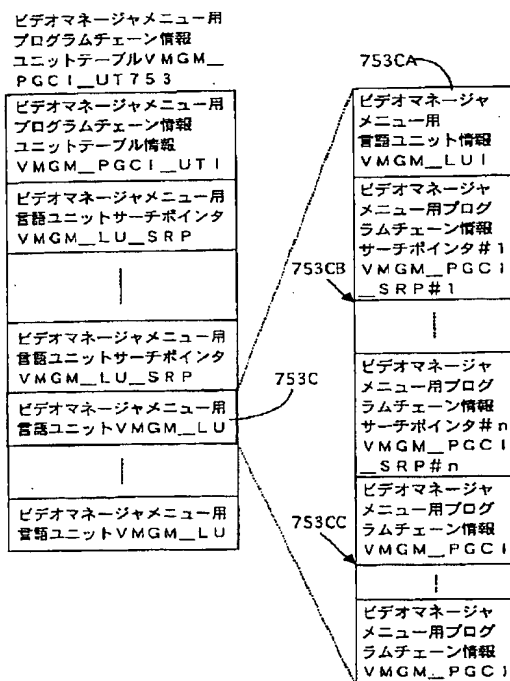 ビデオマネージャメニュー用
プログラムチェーン情報
ユニットテーブルVMGM__
PGCI__UT753
ビデオマネージャメニュー用
プログラムチェーン情報
ユニットテーブル情報
VMGM__PGCI__UTI
ビデオマネージャメニュー用
言語ユニットサーチポインタ
VMGM__LU__SRP
ビデオマネージャメニュー用
言語ユニットサーチポインタ
VMGM__LU__SRP
ビデオマネージャメニュー用
言語ユニットVMGM__LU
ビデオマネージャメニュー用
言語ユニットVMGM__LU
753C
753CA
ビデオマネージャ
メニュー用
言語ユニット情報
VMGM__LUI
ビデオマネージャ
メニュー用プログ
ラムチェーン情報
サーチポインタ#1
VMGM__PGCI
__SRP#1
753CB
ビデオマネージャ
メニュー用プログ
ラムチェーン情報
サーチポインタ#n
VMGM__PGCI
__SRP#n
ビデオマネージャ
メニュー用プログ
ラムチェーン情報
VMGM__PGCI
753CC
ビデオマネージャ
メニュー用プログ
ラムチェーン情報
VMGM__PGCI